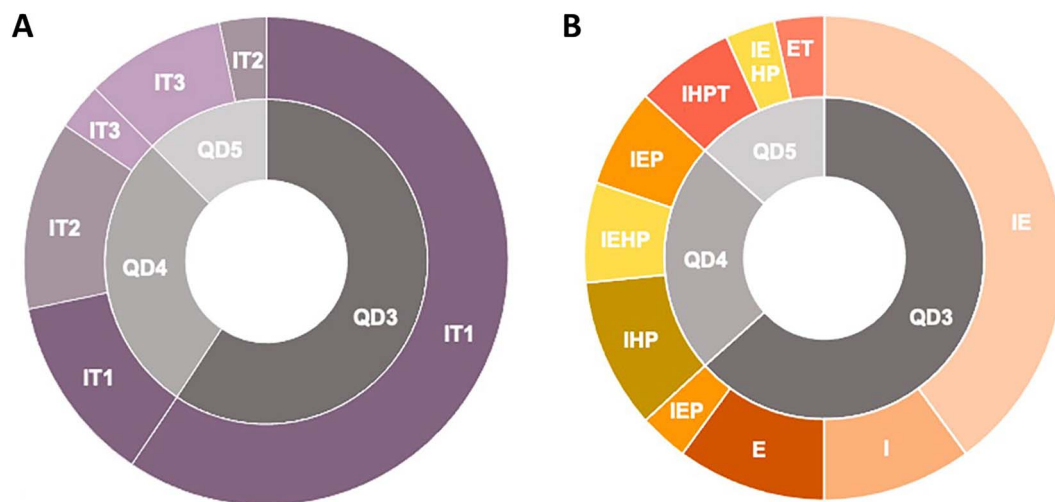 A
IT2
IT3
IT3
QD5
IT2
QD4
QD3
IT1
IT1
B
IE
HP
ET
IHPT
QD5
IEP
IE
IEHP
QD4
QD3
IHP
IEP
E
I